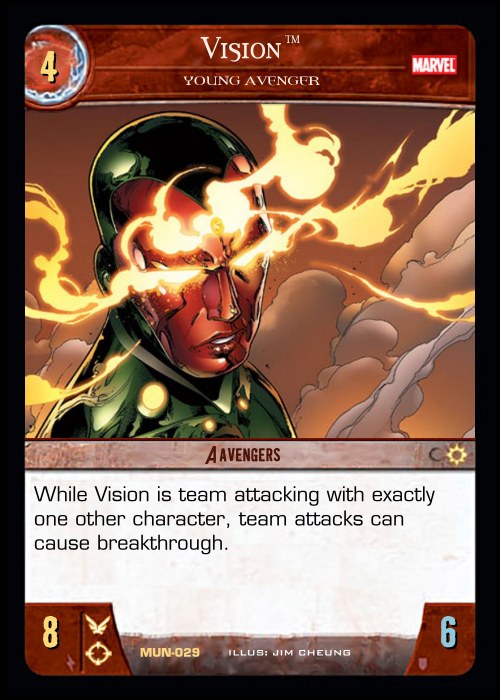 4
VISION™
YOUNG AVENGER
MARVEL
AVENGERS
C
While Vision is team attacking with exactly
one other character, team attacks can
cause breakthrough.
8
MUN-029 ILLUS: JIM CHEUNG
6